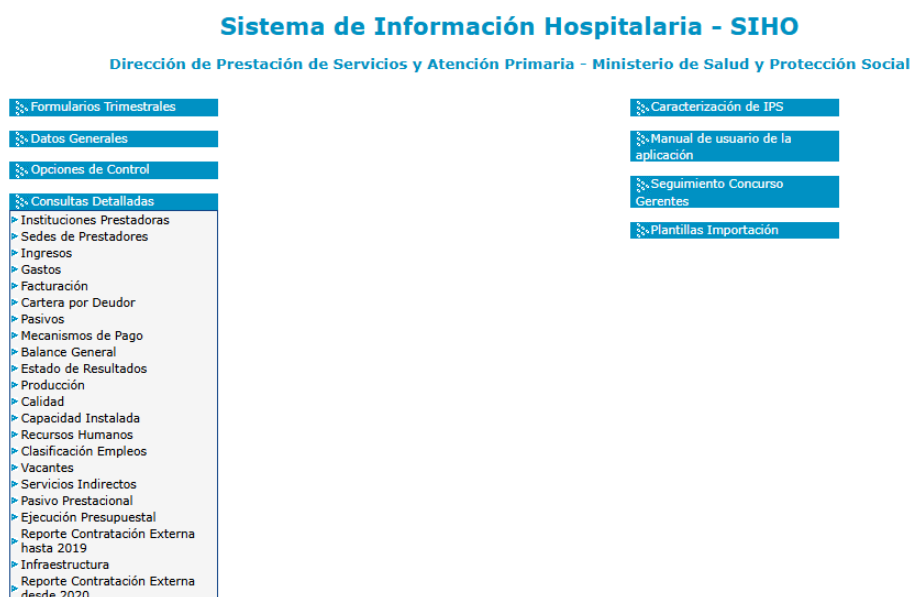 Sistema de Información Hospitalaria - SIHO
Dirección de Prestación de Servicios y Atención Primaria - Ministerio de Salud y Protección Social
Formularios Trimestrales
Datos Generales
Opciones de Control
Consultas Detalladas
Instituciones Prestadoras
Sedes de Prestadores
Ingresos
Gastos
Facturación
Cartera por Deudor
Pasivos
Mecanismos de Pago
Balance General
Estado de Resultados
Producción
Calidad
Capacidad Instalada
Recursos Humanos
Clasificación Empleos
Vacantes
Servicios Indirectos
Pasivo Prestacional
Ejecución Presupuestal
Reporte Contratación Externa
hasta 2019
Infraestructura
Reporte Contratación Externa
desde 2020
Caracterización de IPS
Manual de usuario de la
aplicación
Seguimiento Concurso
Gerentes
Plantillas Importación